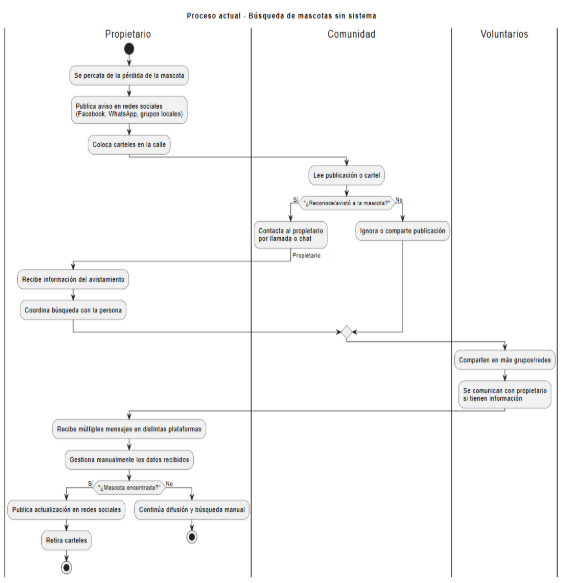 Proceso actual - Búsqueda de mascotas sin sistema
Propietario
Comunidad
Voluntarios
Se percata de la pérdida de la mascota
Publica aviso en redes sociales
(Facebook, WhatsApp, grupos locales)
Coloca carteles en la calle
Lee publicación o cartel
Sí
"¿Reconoce/avistó a la mascota?"
No
Contacta al propietario
por llamada o chat
Ignora o comparte publicación
Propietario
Recibe información del avistamiento
Coordina búsqueda con la persona
Comparten en más grupos/redes
Se comunican con propietario
si tienen información
Recibe múltiples mensajes en distintas plataformas
Gestiona manualmente los datos recibidos
Sí
"¿Mascota encontrada?"
No
Publica actualización en redes sociales
Continúa difusión y búsqueda manual
Retira carteles